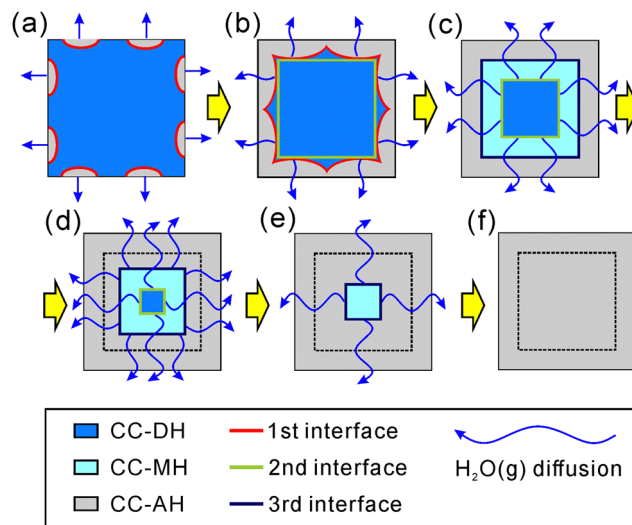 (a) (b) (c)
(d) (e) (f)
CC-DH 1st interface
CC-MH 2nd interface H₂O(g) diffusion
CC-AH 3rd interface